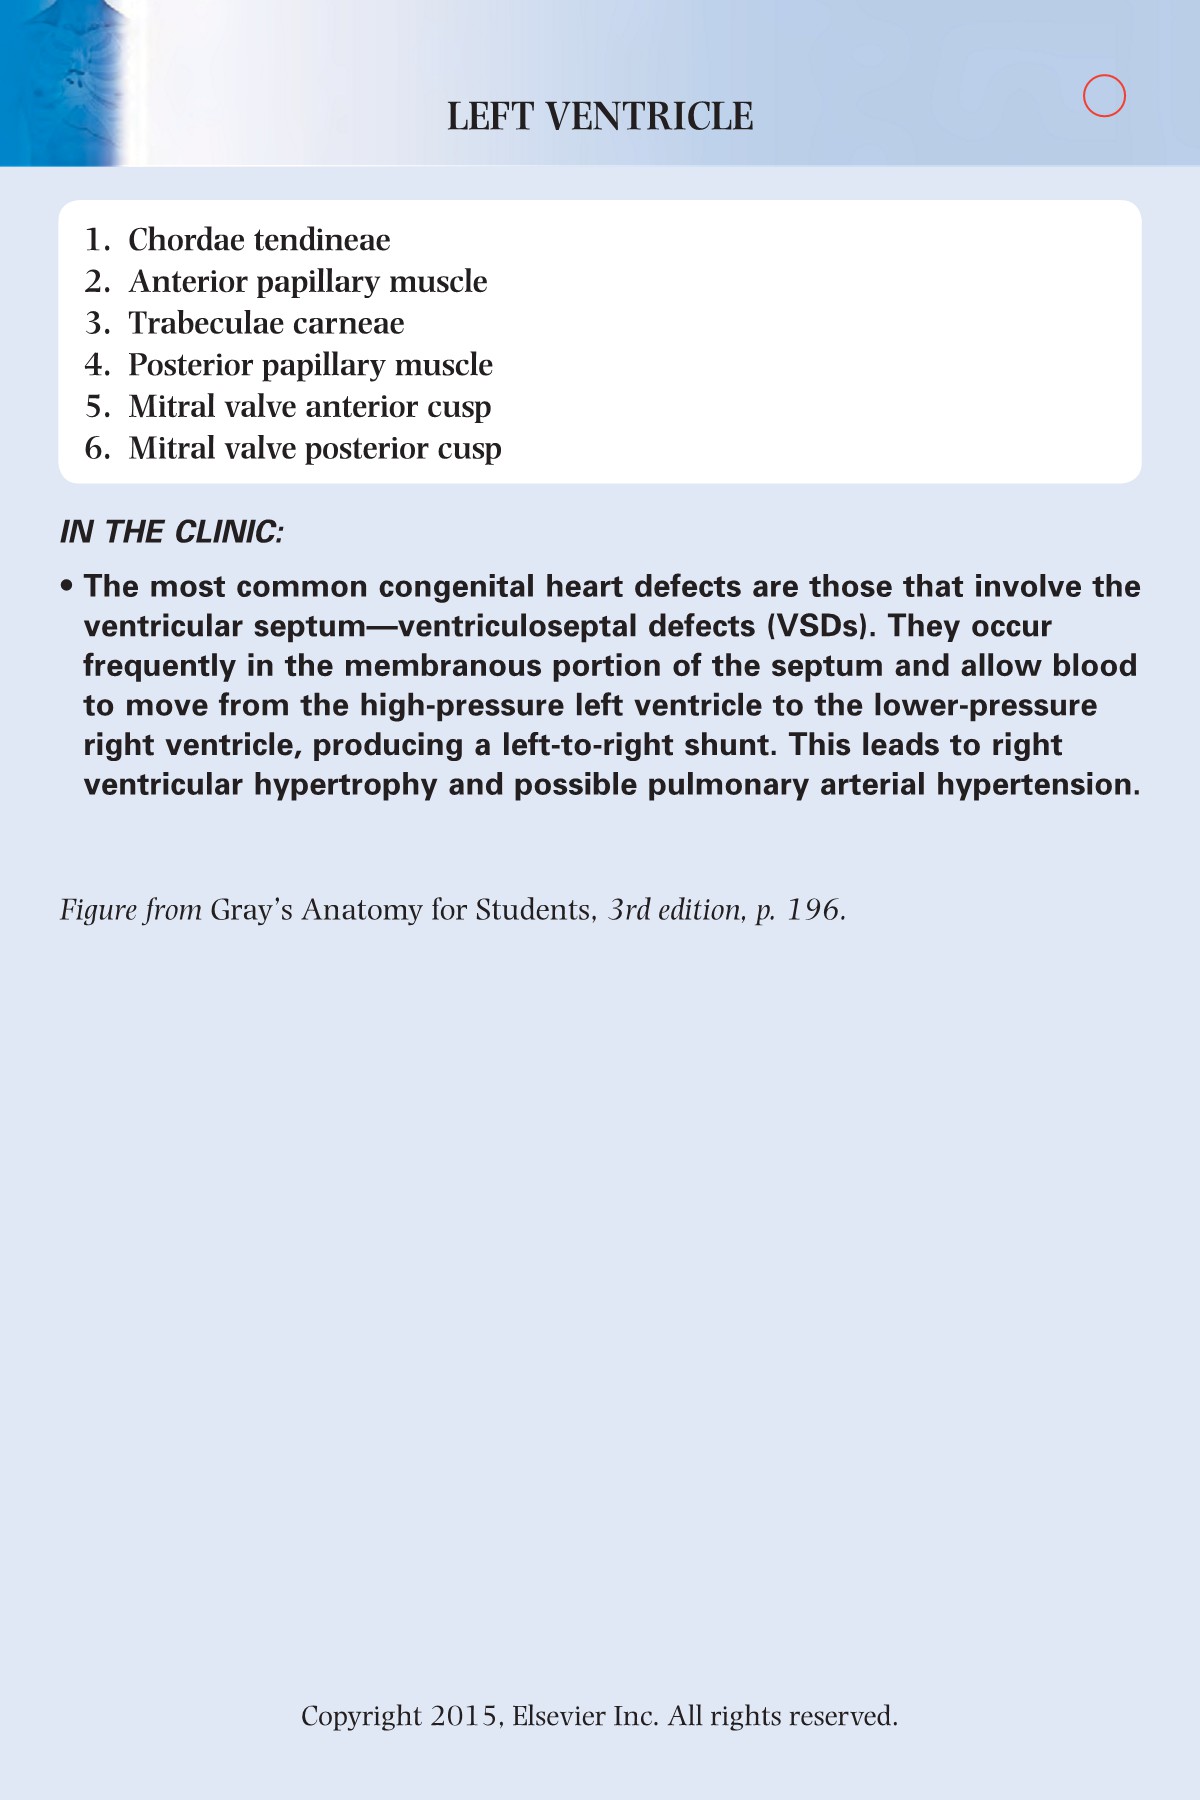 LEFT VENTRICLE
1. Chordae tendineae
2. Anterior papillary muscle
3. Trabeculae carneae
4. Posterior papillary muscle
5. Mitral valve anterior cusp
6. Mitral valve posterior cusp
IN THE CLINIC:
• The most common congenital heart defects are those that involve the
ventricular septum—ventriculoseptal defects (VSDs). They occur
frequently in the membranous portion of the septum and allow blood
to move from the high-pressure left ventricle to the lower-pressure
right ventricle, producing a left-to-right shunt. This leads to right
ventricular hypertrophy and possible pulmonary arterial hypertension.
Figure from Gray’s Anatomy for Students, 3rd edition, p. 196.
Copyright 2015, Elsevier Inc. All rights reserved.